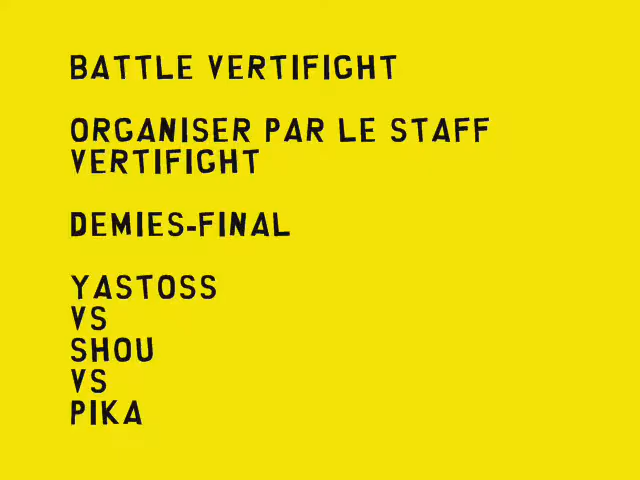 BATTLE VERTIFIGHT
ORGANISER PAR LE STAFF
VERTIFIGHT
DEMIES-FINAL
YASTOSS
VS
SHOU
VS
PIKA